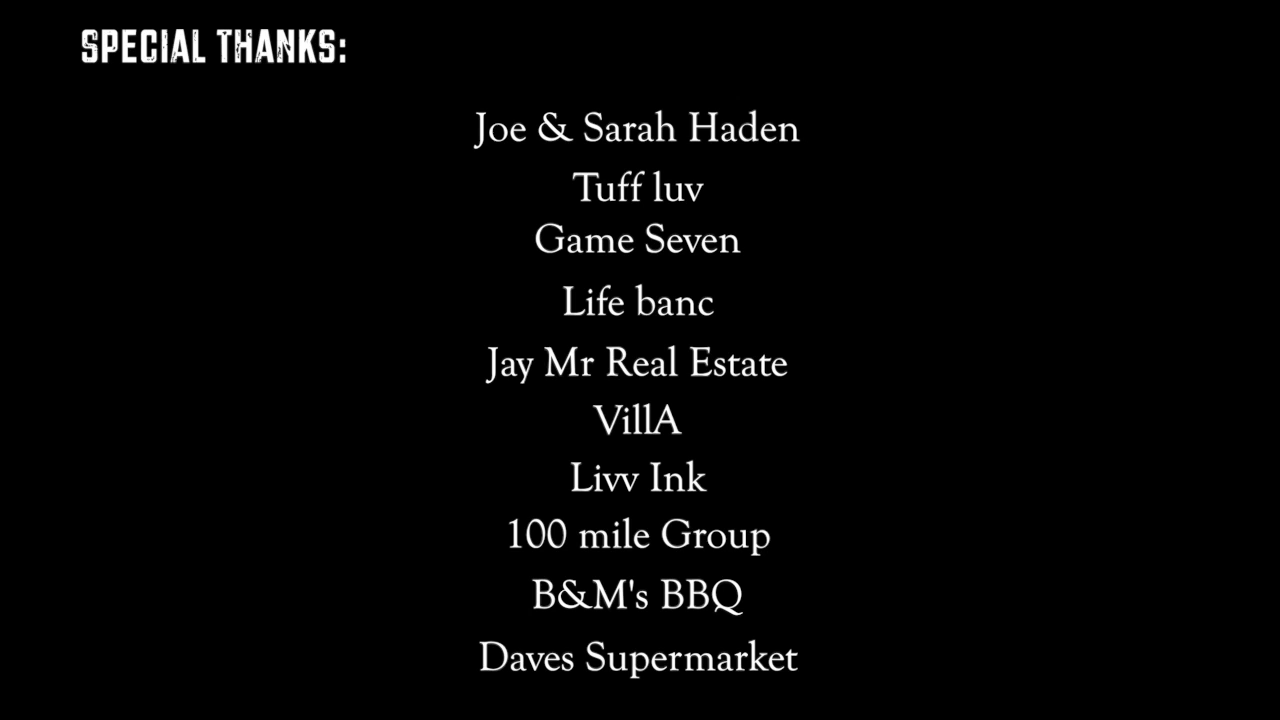 SPECIAL THANKS:
Joe & Sarah Haden
Tuff luv
Game Seven
Life banc
Jay Mr Real Estate
VillA
Livv Ink
100 mile Group
B&M's BBQ
Daves Supermarket